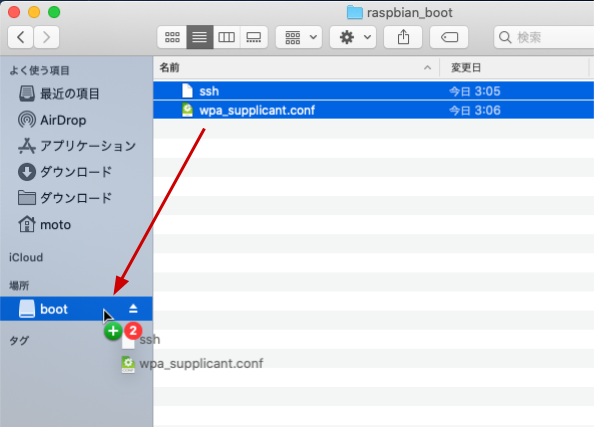 raspbian_boot
検索
よく使う項目
最近の項目
AirDrop
アプリケーション
ダウンロード
ダウンロード
moto
iCloud
場所
boot
タグ
名前 変更日
ssh 今日 3:05
wpa_supplicant.conf 今日 3:06
2
ssh
wpa_supplicant.conf